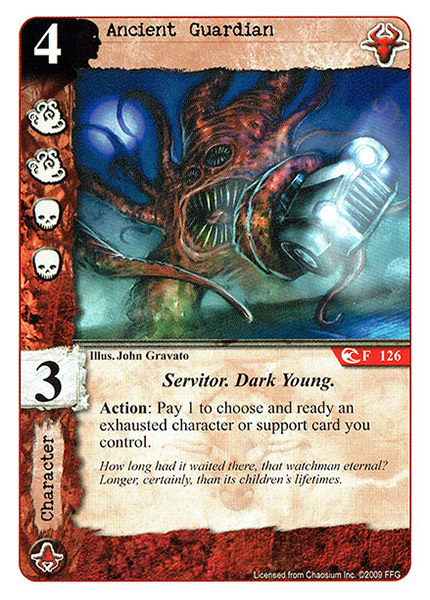 4
Ancient Guardian
Illus. John Gravato
F 126
3
Servitor. Dark Young.
Action: Pay 1 to choose and ready an
exhausted character or support card you
control.
How long had it waited there, that watchman eternal?
Longer, certainly, than its children's lifetimes.
Character
Licensed from Chaosium Inc. ©2009 FFG